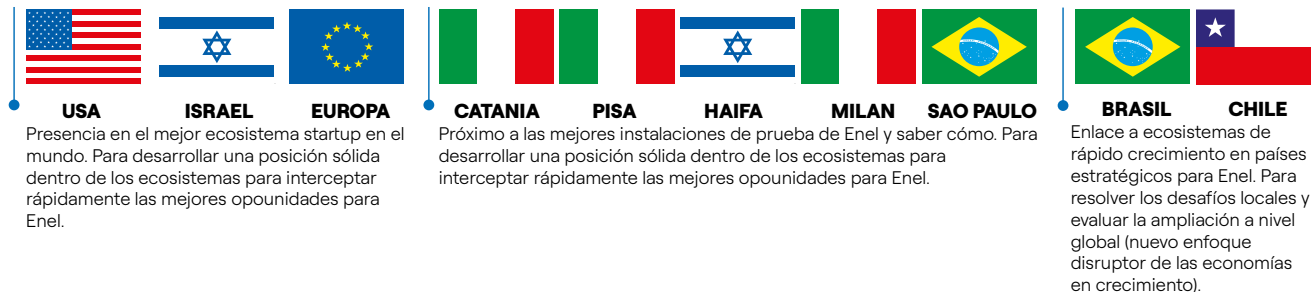 USA ISRAEL EUROPA
Presencia en el mejor ecosistema startup en el
mundo. Para desarrollar una posición sólida
dentro de los ecosistemas para interceptar
rápidamente las mejores opounidades para
Enel.
CATANIA PISA HAIFA MILAN SAO PAULO
Próximo a las mejores instalaciones de prueba de Enel y saber cómo. Para
desarrollar una posición sólida dentro de los ecosistemas para
interceptar rápidamente las mejores opounidades para Enel.
BRASIL CHILE
Enlace a ecosistemas de
rápido crecimiento en países
estratégicos para Enel. Para
resolver los desafíos locales y
evaluar la ampliación a nivel
global (nuevo enfoque
disruptor de las economías
en crecimiento).